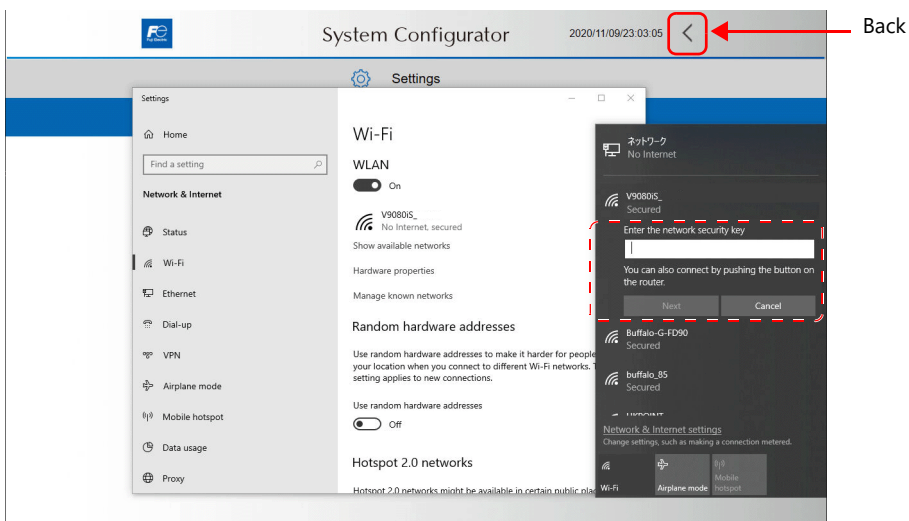 Fe
Fuji Electric
System Configurator
2020/11/09/23:03:05
Back
Settings
Settings
Home
Find a setting
Network & Internet
Status
Wi-Fi
Ethernet
Dial-up
VPN
Airplane mode
Mobile hotspot
Data usage
Proxy
Wi-Fi
WLAN
On
V9080iS_
No Internet, secured
Show available networks
Hardware properties
Manage known networks
Random hardware addresses
Use random hardware addresses to make it harder for people
your location when you connect to different Wi-Fi networks. T
setting applies to new connections.
Use random hardware addresses
Off
Hotspot 2.0 networks
Hotspot 2.0 networks might be available in certain public plac
ネットワーク
No Internet
V9080iS_
Secured
Enter the network security key
You can also connect by pushing the button on
the router.
Next
Cancel
Buffalo-G-FD90
Secured
buffalo_85
Secured
Network & Internet settings
Change settings, such as making a connection metered.
Wi-Fi
Airplane mode
Mobile
hotspot